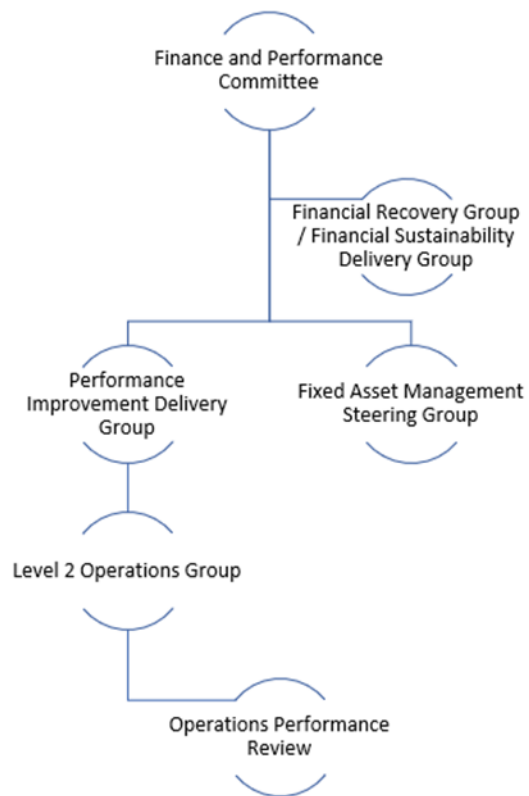 Finance and Performance
Committee
Financial Recovery Group
/ Financial Sustainability
Delivery Group
Performance
Improvement Delivery
Group
Fixed Asset Management
Steering Group
Level 2 Operations Group
Operations Performance
Review